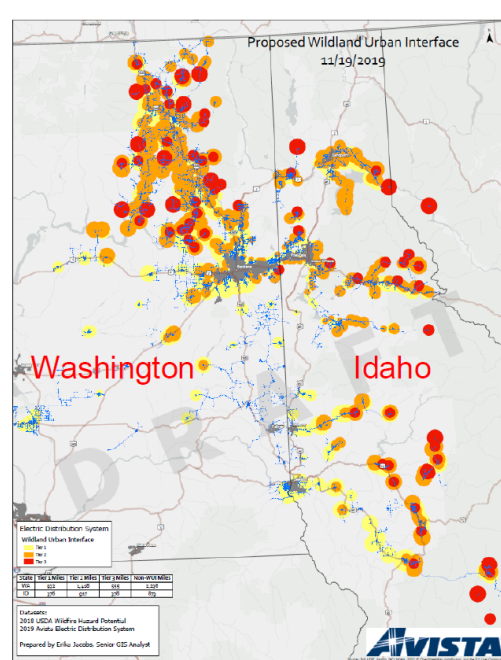 Proposed Wildland Urban Interface
11/19/2019
Washington
Idaho
DRAFT
Electric Distribution System
Wildland Urban Interface
Tier 1
Tier 2
Tier 3
State Tier 1 Miles Tier 2 Miles Tier 3 Miles Non-WUI Miles
WA
ID
Datasets:
2018 USDA Wildfire Hazard Potential
2019 Avista Electric Distribution System
Prepared by Erika Jacobs, Senior GIS Analyst
AVISTA